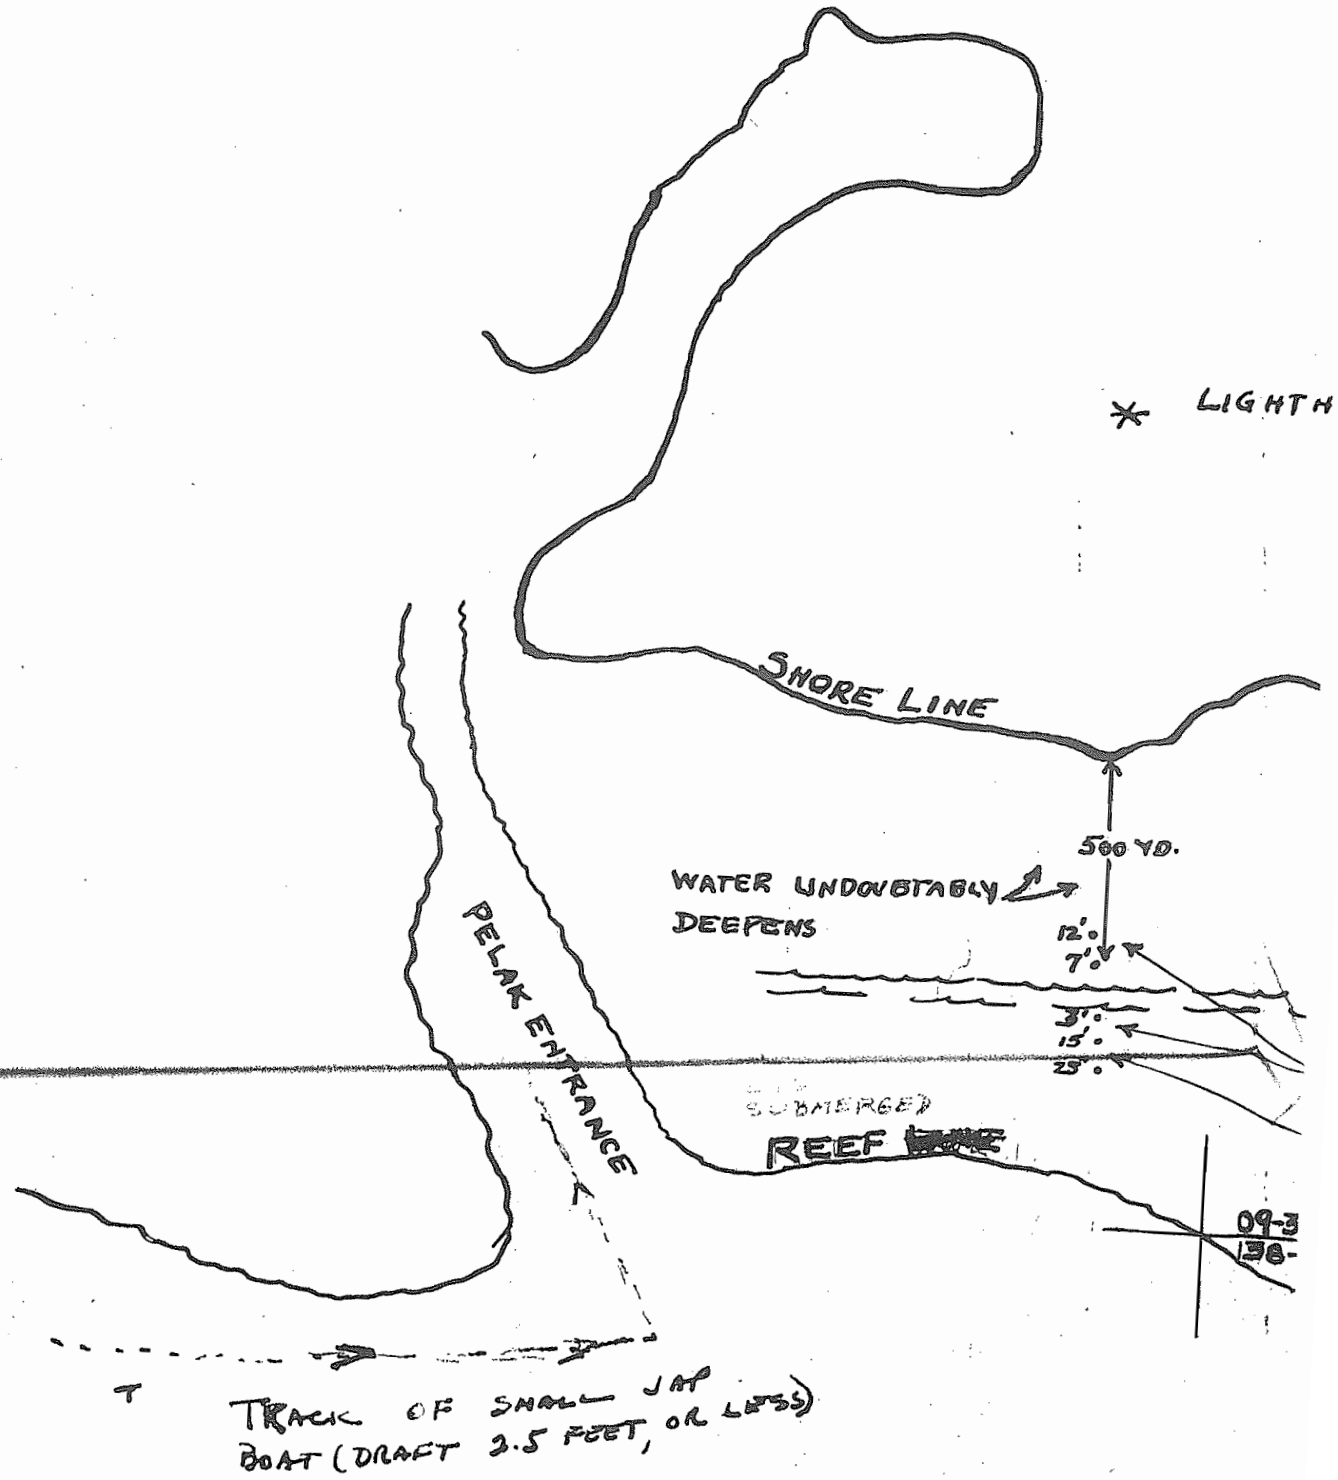 LIGHTH
SHORE LINE
500 YD.
WATER UNDOUBTABLY
DEEPENS
12'
7'
3'
15'
25'
PELAK ENTRANCE
SUBMERGED
REEF
09-3
138-
T
TRACK OF SMALL JAP
BOAT (DRAFT 2.5 FEET, OR LESS)